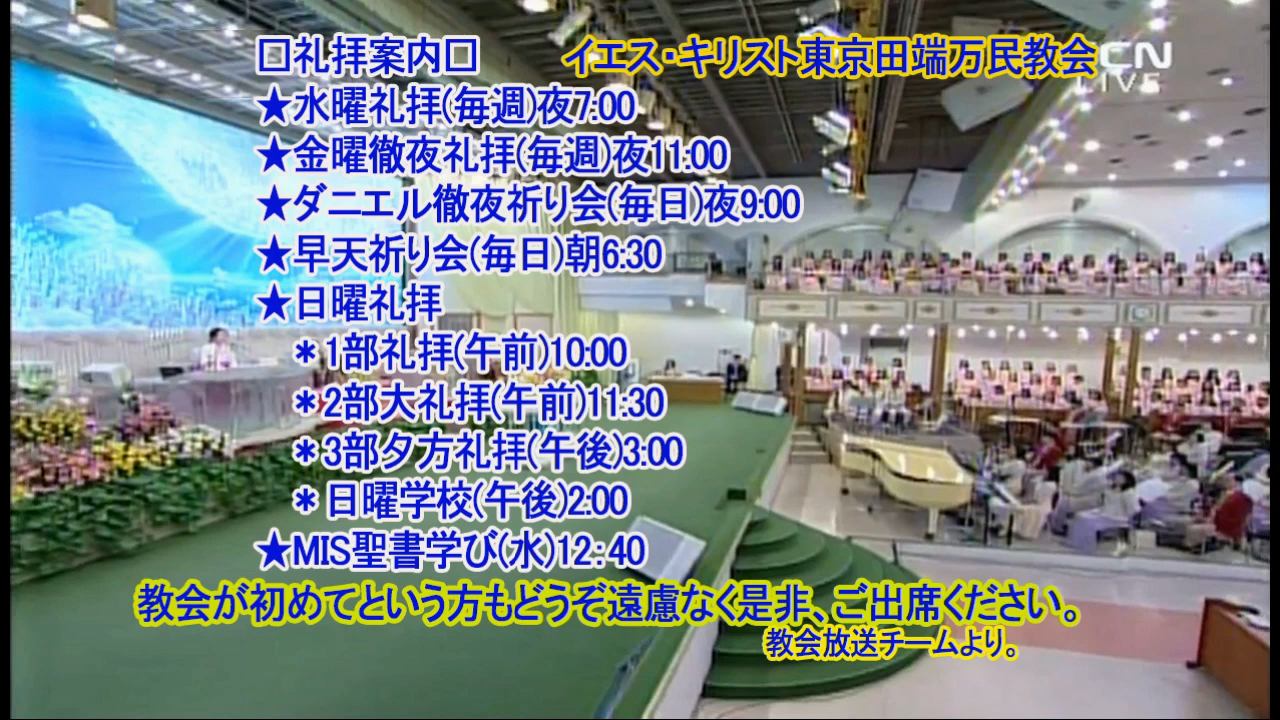 □礼拝案内□ イエス・キリスト東京田端万民教会
CN
LIVE
★水曜礼拝(毎週)夜7:00
★金曜徹夜礼拝(毎週)夜11:00
★ダニエル徹夜祈り会(毎日)夜9:00
★早天祈り会(毎日)朝6:30
★日曜礼拝
＊1部礼拝(午前)10:00
＊2部大礼拝(午前)11:30
＊3部夕方礼拝(午後)3:00
＊日曜学校(午後)2:00
★MIS聖書学び(水)12:40
教会が初めてという方もどうぞ遠慮なく是非、ご出席ください。
教会放送チームより。